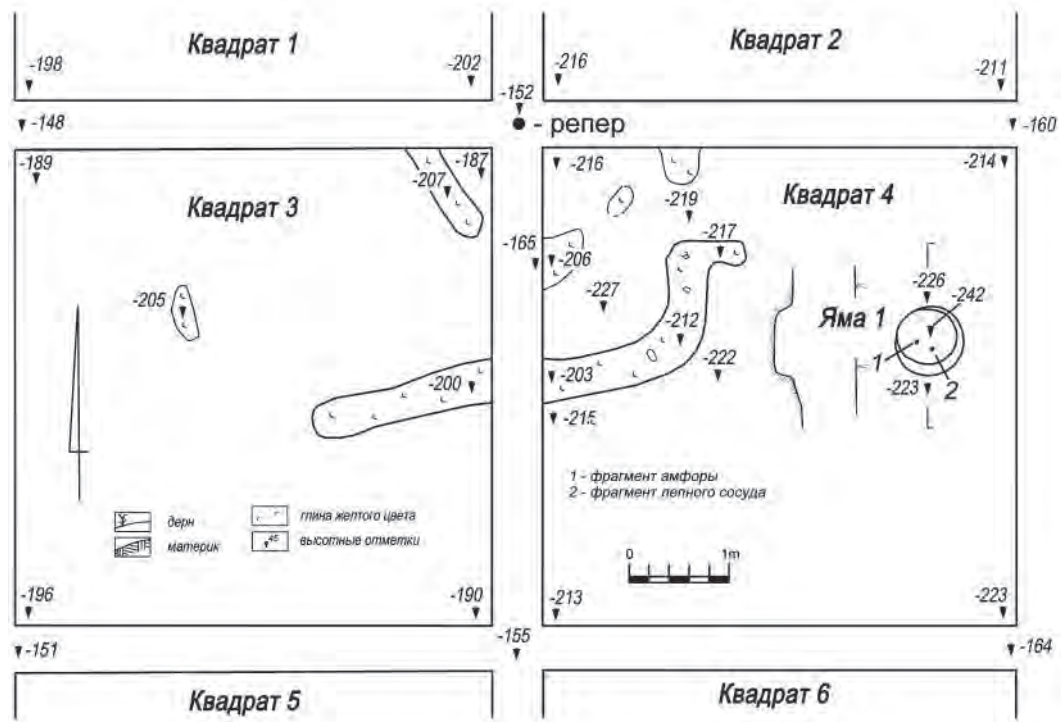 Квадрат 1
Квадрат 2
-198
-202
-216
-211
-152
-148
- репер
-160
-189
-187
-207
-216
-214
Квадрат 3
-219
Квадрат 4
-217
-165
-206
-205
-227
-226
-242
-212
Яма 1
1
-222
-200
-203
-223
2
-215
1 - фрагмент амфоры
2 - фрагмент лепного сосуда
дерн
глина желтого цвета
материк
45
высотные отметки
0 1m
-196
-190
-213
-223
-151
-155
-164
Квадрат 5
Квадрат 6